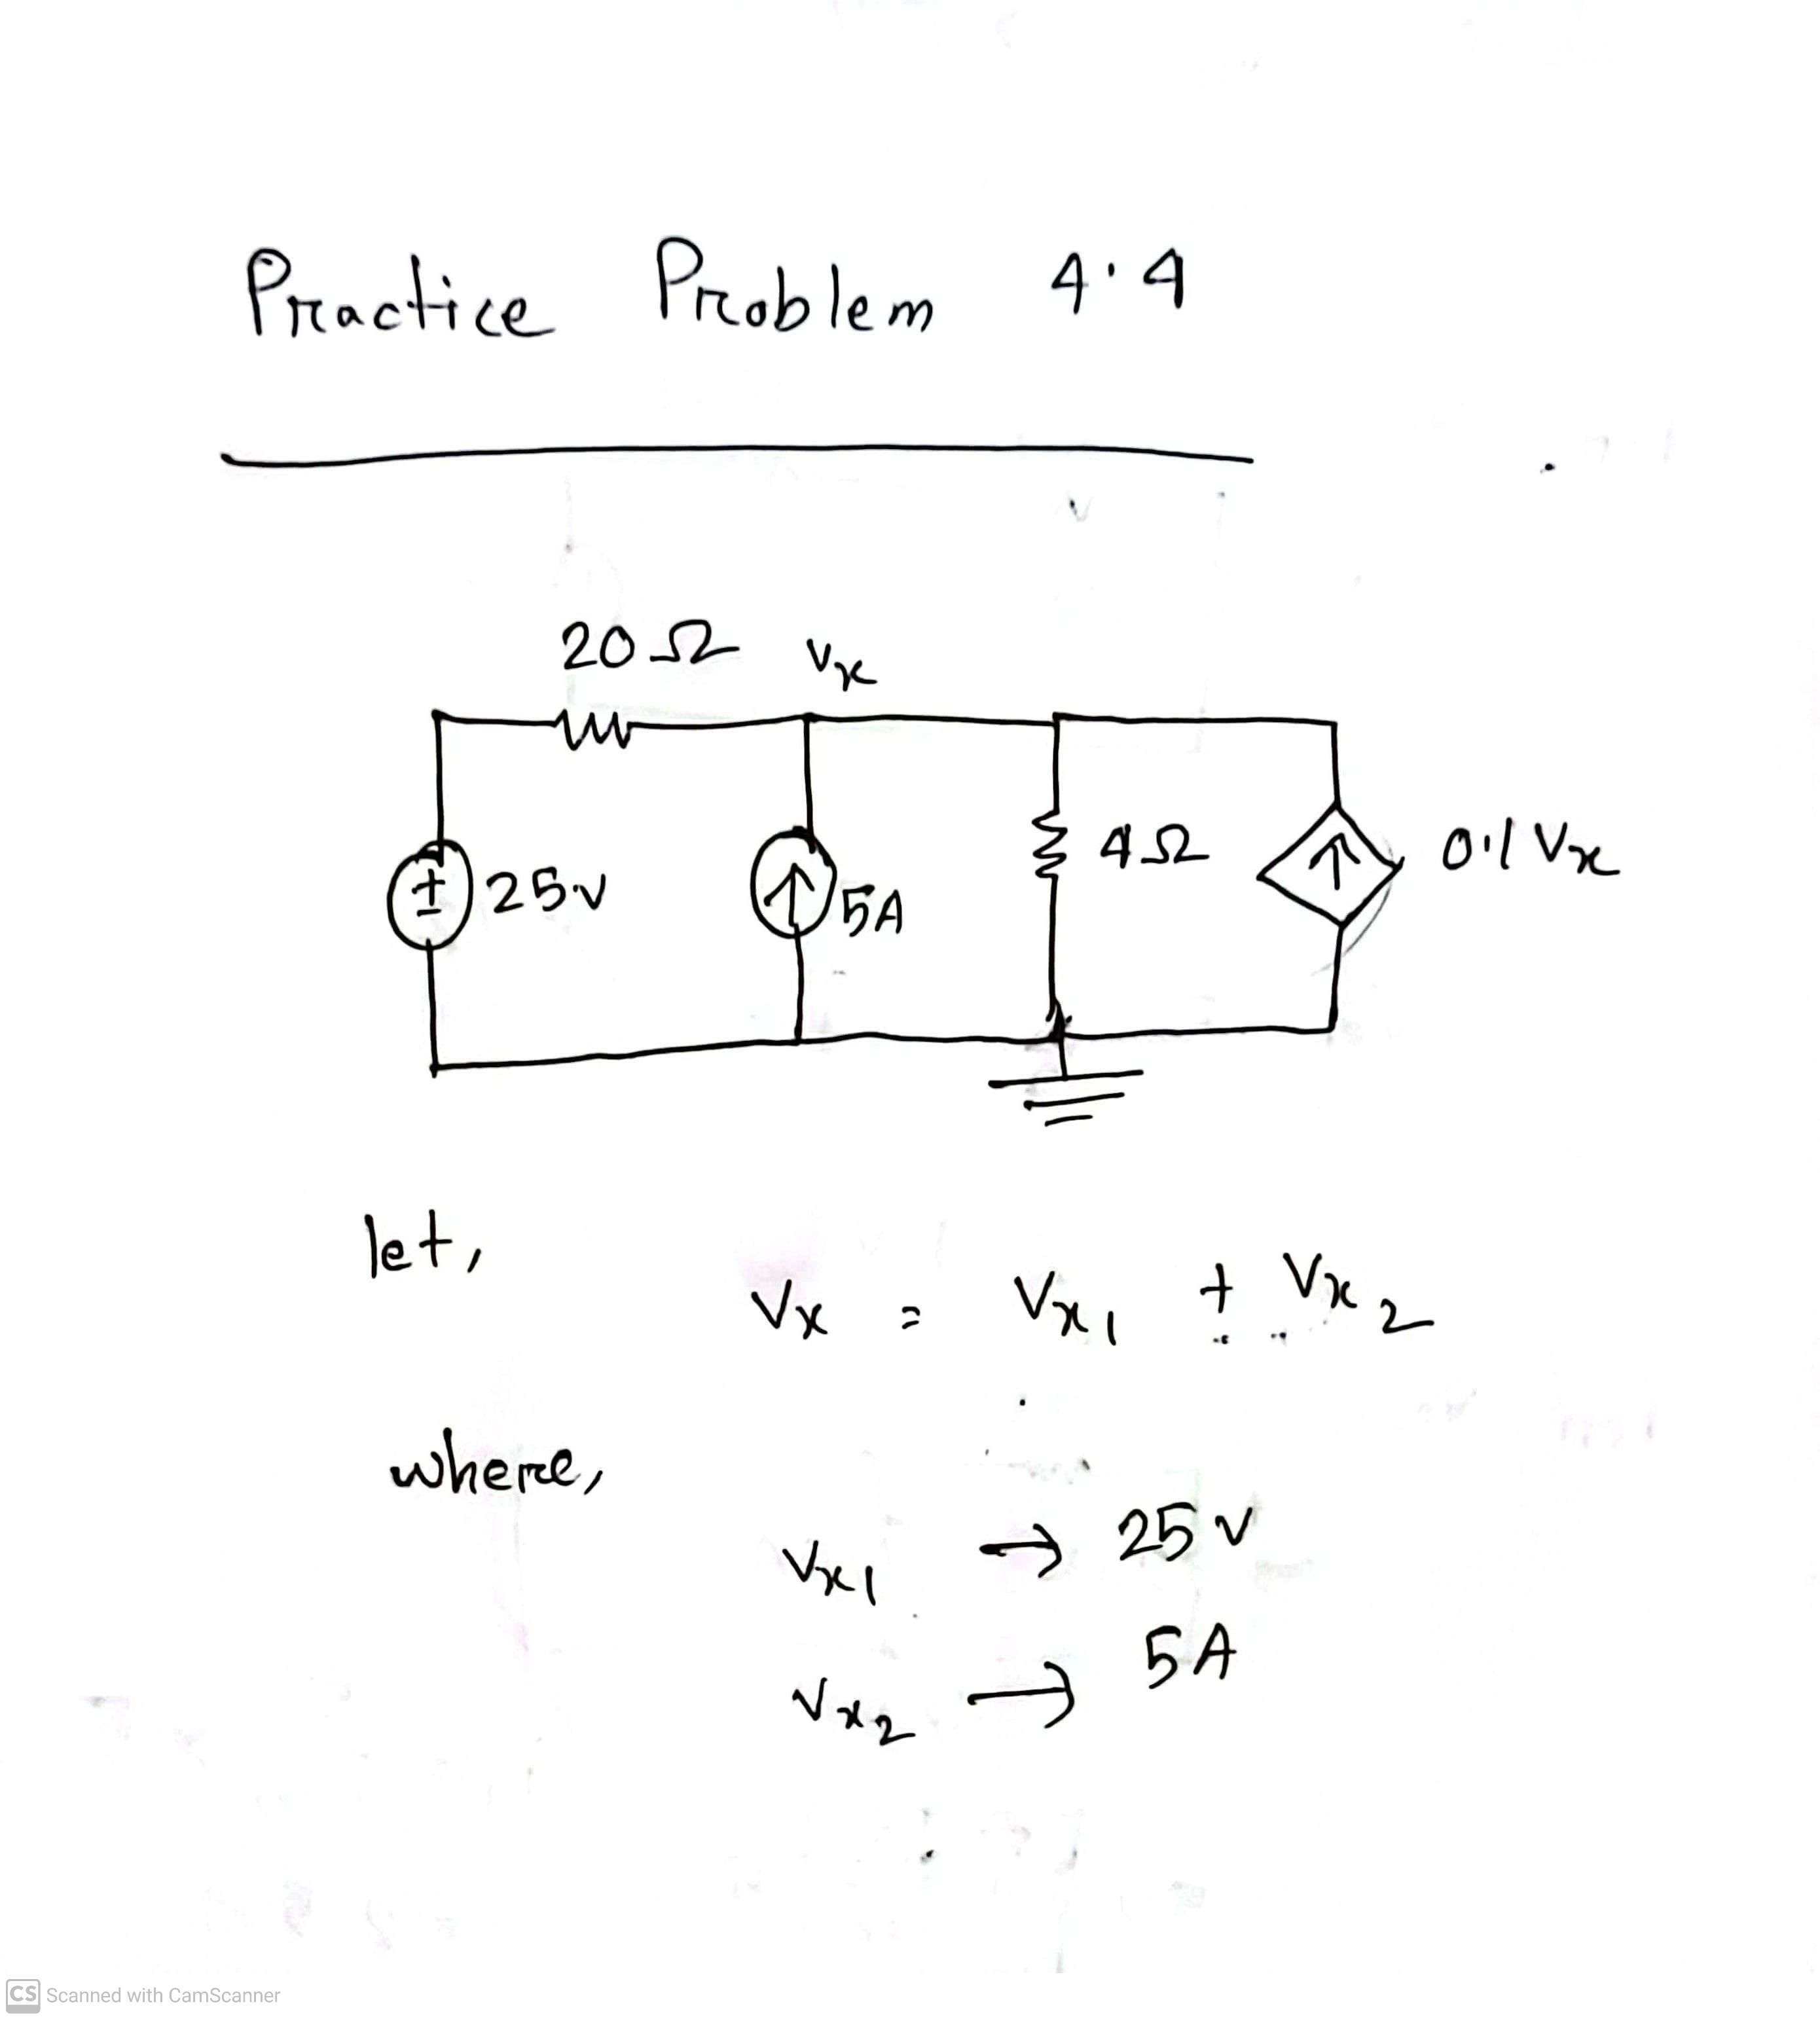 Practice Problem 4.4
20Ω Vx
25V
5A
4Ω
0.1 Vx
let,
Vx = Vx1 + Vx2
where,
Vx1 → 25V
Vx2 → 5A
CS Scanned with CamScanner